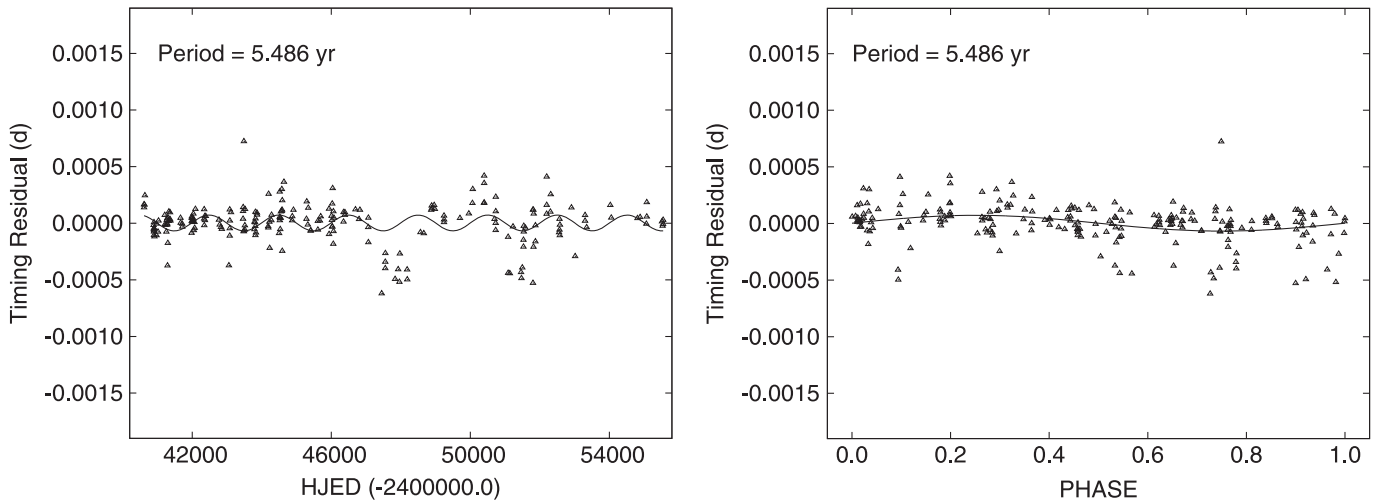 0.0015
0.0010
0.0005
0.0000
-0.0005
-0.0010
-0.0015
Timing Residual (d)
Period = 5.486 yr
42000 46000 50000 54000
HJED (-2400000.0)
0.0015
0.0010
0.0005
0.0000
-0.0005
-0.0010
-0.0015
Timing Residual (d)
Period = 5.486 yr
0.0 0.2 0.4 0.6 0.8 1.0
PHASE